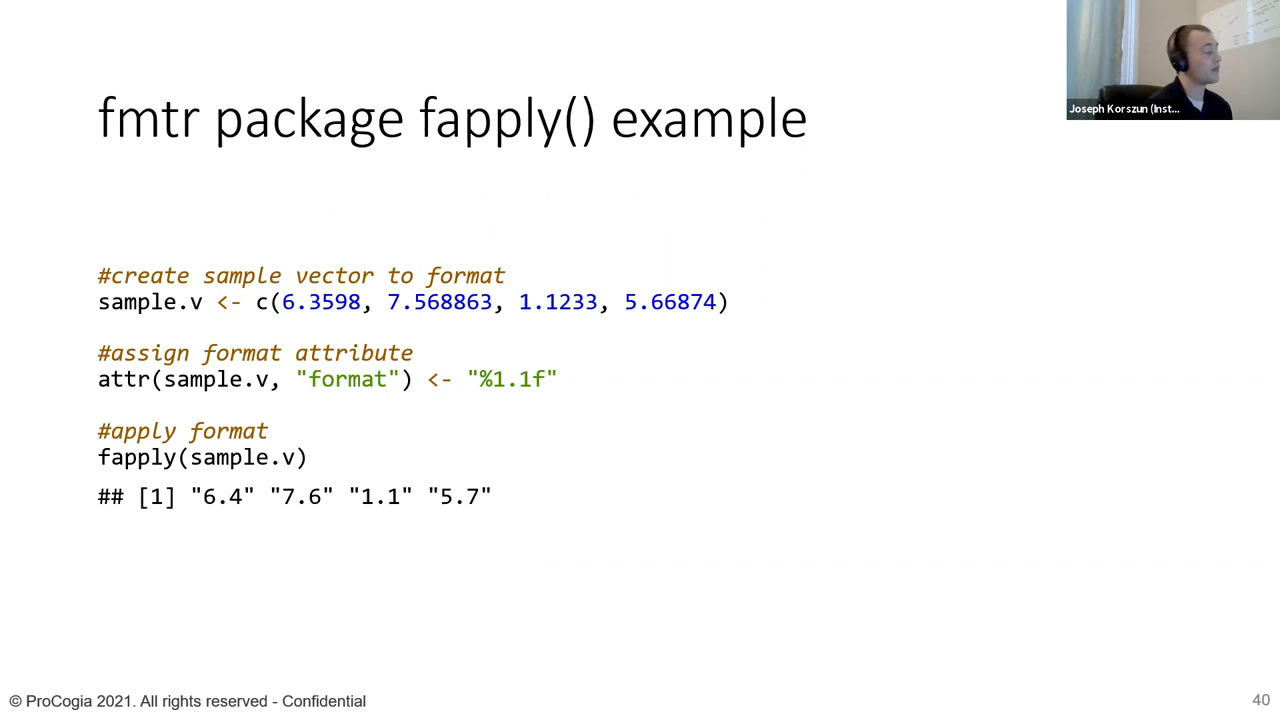 fmtr package fapply() example
Joseph Korszun (Inst...
#create sample vector to format
sample.v <- c(6.3598, 7.568863, 1.1233, 5.66874)
#assign format attribute
attr(sample.v, "format") <- "%1.1f"
#apply format
fapply(sample.v)
## [1] "6.4" "7.6" "1.1" "5.7"
© ProCogia 2021. All rights reserved - Confidential
40